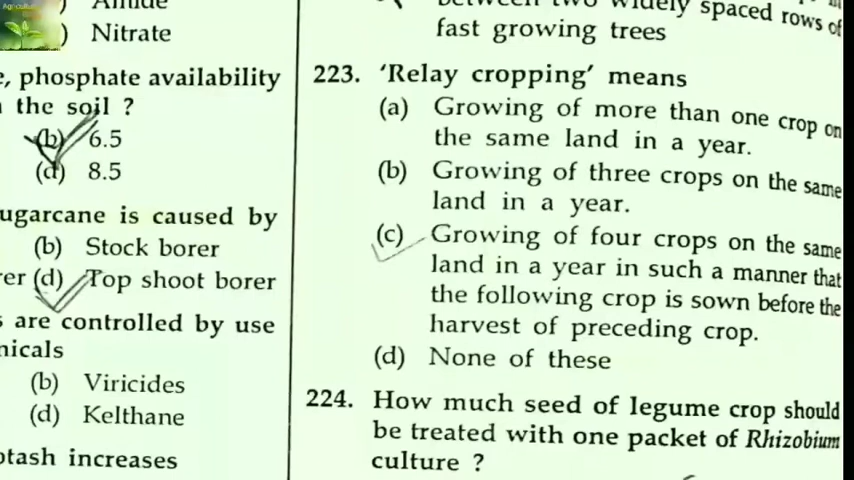 Agricultur
) Amide
) Nitrate
e, phosphate availability
the soil ?
(b) 6.5
(d) 8.5
ugarcane is caused by
(b) Stock borer
er (d) Top shoot borer
s are controlled by use
nicals
(b) Viricides
(d) Kelthane
otash increases
between two widely spaced rows of
fast growing trees
223. 'Relay cropping' means
(a) Growing of more than one crop on
the same land in a year.
(b) Growing of three crops on the same
land in a year.
(c) Growing of four crops on the same
land in a year in such a manner that
the following crop is sown before the
harvest of preceding crop.
(d) None of these
224. How much seed of legume crop should
be treated with one packet of Rhizobium
culture ?